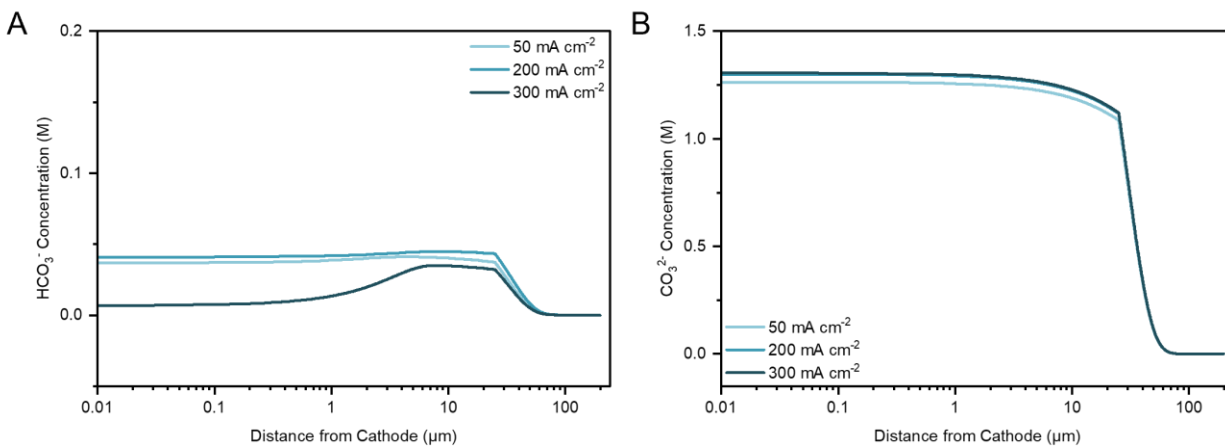 A
HCO₃⁻ Concentration (M)
0.2
0.1
0.0
50 mA cm⁻²
200 mA cm⁻²
300 mA cm⁻²
0.01 0.1 1 10 100
Distance from Cathode (µm)
B
CO₃²⁻ Concentration (M)
1.5
1.0
0.5
0.0
50 mA cm⁻²
200 mA cm⁻²
300 mA cm⁻²
0.01 0.1 1 10 100
Distance from Cathode (µm)